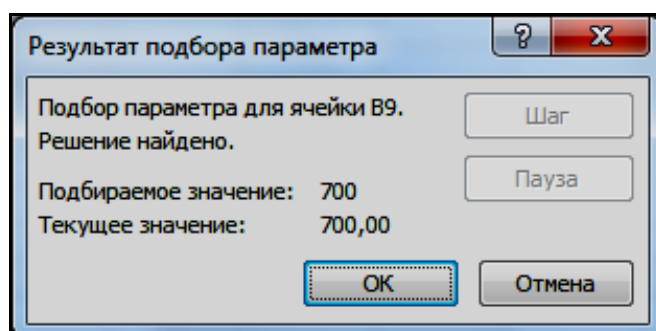 Результат подбора параметра
Подбор параметра для ячейки B9.
Решение найдено.
Подбираемое значение: 700
Текущее значение: 700,00
Шаг
Пауза
ОК
Отмена